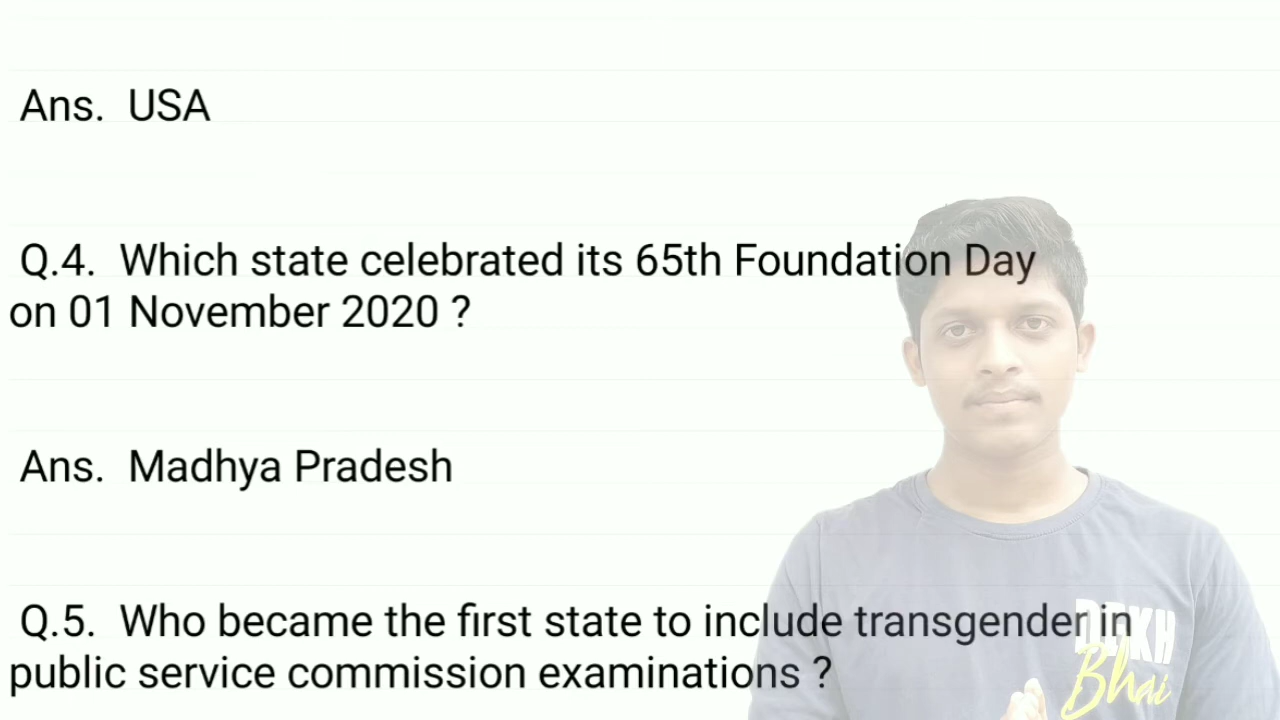 Ans. USA
Q.4. Which state celebrated its 65th Foundation Day
on 01 November 2020 ?
Ans. Madhya Pradesh
Q.5. Who became the first state to include transgender in
public service commission examinations ?
DEKH
Bhai